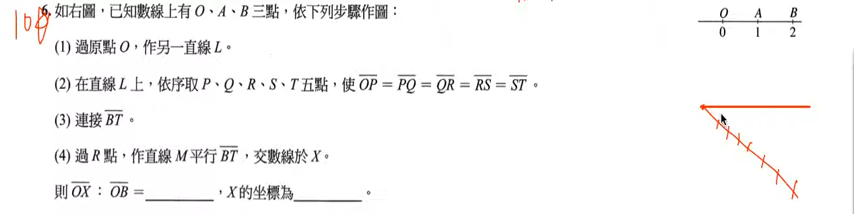 6. 如右圖，已知數線上有 O、A、B 三點，依下列步驟作圖：
(1) 過原點 O，作另一直線 L。
(2) 在直線 L 上，依序取 P、Q、R、S、T 五點，使 OP = PQ = QR = RS = ST 。
(3) 連接 BT 。
(4) 過 R 點，作直線 M 平行 BT ，交數線於 X。
則 OX : OB = ________ ，X 的坐標為________ 。
O A B
0 1 2